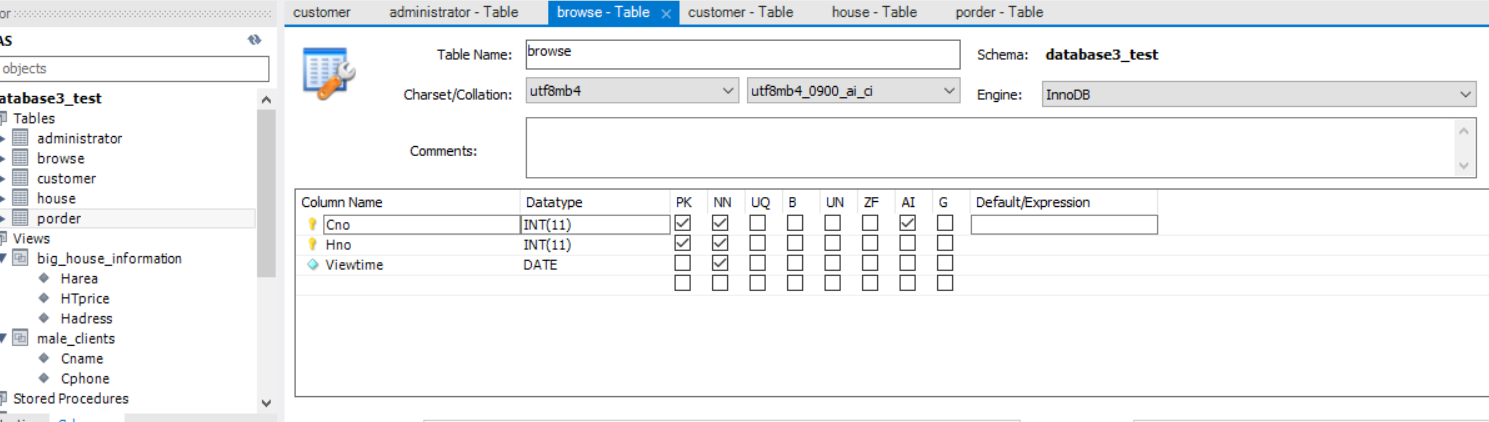 customer administrator - Table browse - Table × customer - Table house - Table porder - Table
AS
objects
atabase3_test
Tables
administrator
browse
customer
house
porder
Views
big_house_information
Harea
HTprice
Hadress
male_clients
Cname
Cphone
Stored Procedures
Table Name: browse Schema: database3_test
Charset/Collation: utf8mb4 utf8mb4_0900_ai_ci Engine: InnoDB
Comments:
Column Name Datatype PK NN UQ B UN ZF AI G Default/Expression
Cno INT(11)
Hno INT(11)
Viewtime DATE